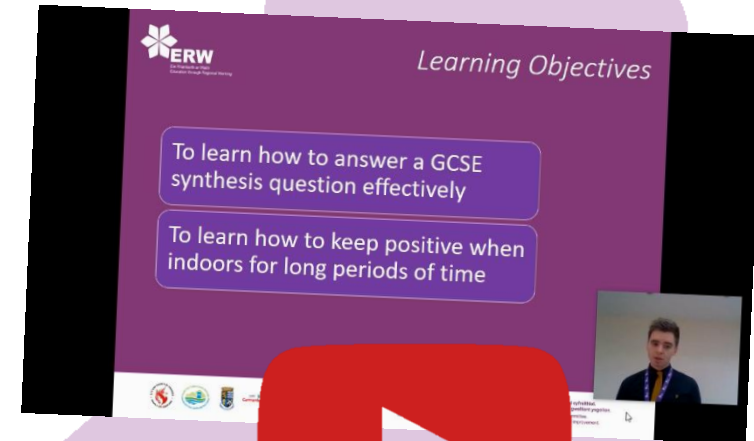 ERW
Learning Objectives
To learn how to answer a GCSE
synthesis question effectively
To learn how to keep positive when
indoors for long periods of time